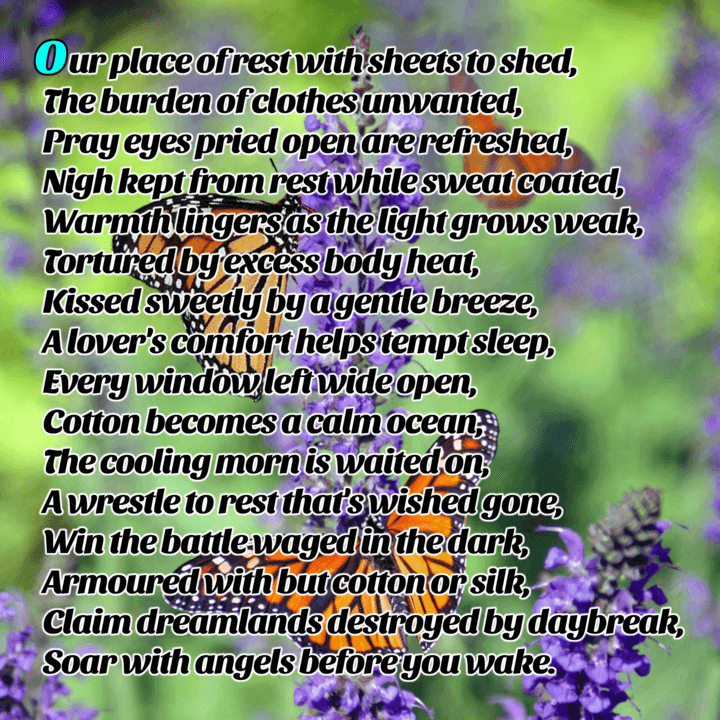 Our place of rest with sheets to shed,
The burden of clothes unwanted,
Pray eyes pried open are refreshed,
Nigh kept from rest while sweat coated,
Warmth lingers as the light grows weak,
Tortured by excess body heat,
Kissed sweetly by a gentle breeze,
A lover's comfort helps tempt sleep,
Every window left wide open,
Cotton becomes a calm ocean,
The cooling morn is waited on,
A wrestle to rest that's wished gone,
Win the battle waged in the dark,
Armoured with but cotton or silk,
Claim dreamlands destroyed by daybreak,
Soar with angels before you wake.